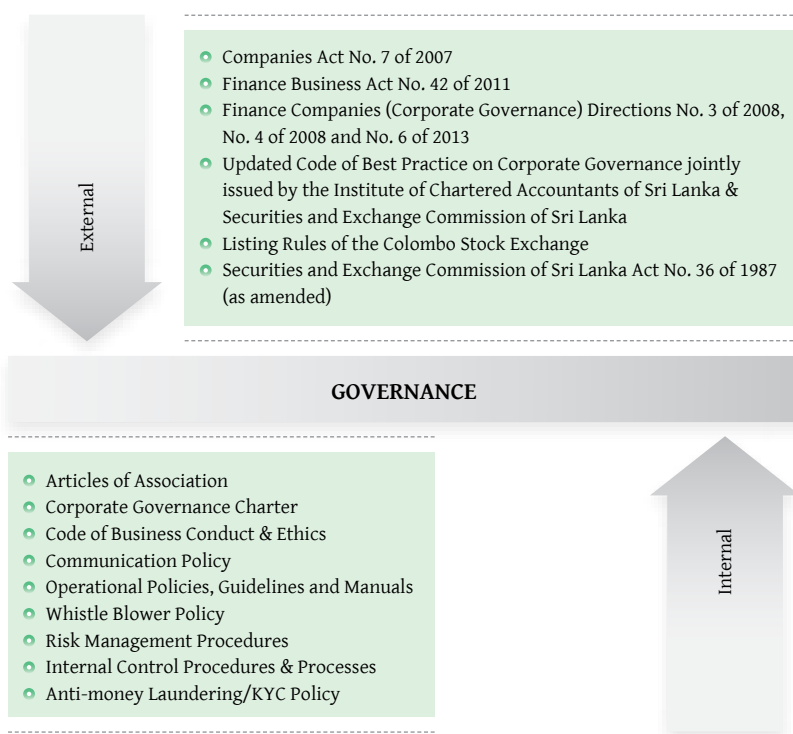 External
Companies Act No. 7 of 2007
Finance Business Act No. 42 of 2011
Finance Companies (Corporate Governance) Directions No. 3 of 2008,
No. 4 of 2008 and No. 6 of 2013
Updated Code of Best Practice on Corporate Governance jointly
issued by the Institute of Chartered Accountants of Sri Lanka &
Securities and Exchange Commission of Sri Lanka
Listing Rules of the Colombo Stock Exchange
Securities and Exchange Commission of Sri Lanka Act No. 36 of 1987
(as amended)
GOVERNANCE
Articles of Association
Corporate Governance Charter
Code of Business Conduct & Ethics
Communication Policy
Operational Policies, Guidelines and Manuals
Whistle Blower Policy
Risk Management Procedures
Internal Control Procedures & Processes
Anti-money Laundering/KYC Policy
Internal